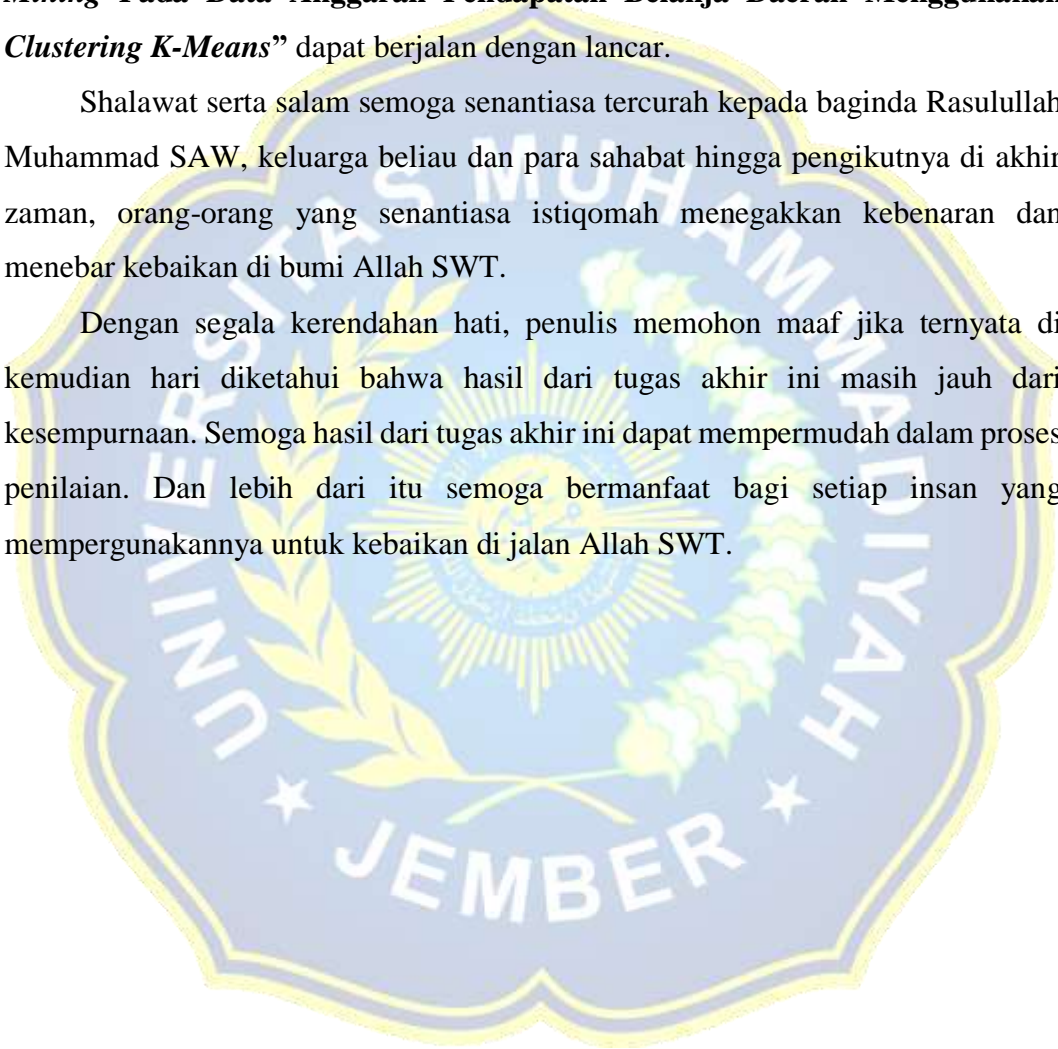 Mining Pada Data Anggaran Pendapatan Belanja Daerah Menggunakan
Clustering K-Means” dapat berjalan dengan lancar.
Shalawat serta salam semoga senantiasa tercurah kepada baginda Rasulullah
Muhammad SAW, keluarga beliau dan para sahabat hingga pengikutnya di akhir
zaman, orang-orang yang senantiasa istiqomah menegakkan kebenaran dan
menebar kebaikan di bumi Allah SWT.
Dengan segala kerendahan hati, penulis memohon maaf jika ternyata di
kemudian hari diketahui bahwa hasil dari tugas akhir ini masih jauh dari
kesempurnaan. Semoga hasil dari tugas akhir ini dapat mempermudah dalam proses
penilaian. Dan lebih dari itu semoga bermanfaat bagi setiap insan yang
mempergunakannya untuk kebaikan di jalan Allah SWT.
UNIVERSITAS MUHAMMADIYAH
JEMBER